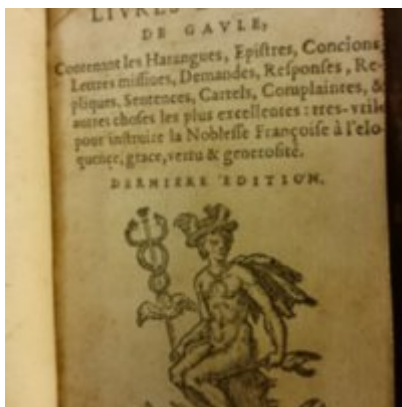 LIVRES
DE GAVLE,
Contenant les Harangues, Epistres, Concions,
Lettres missiues, Demandes, Responses, Re-
pliques, Sentences, Cartels, Complaintes, &
autres choses les plus excellentes : tres-vtile
pour instruire la Noblesse Françoise à l'elo-
quence, grace, vertu & generosité.
DERNIERE EDITION.